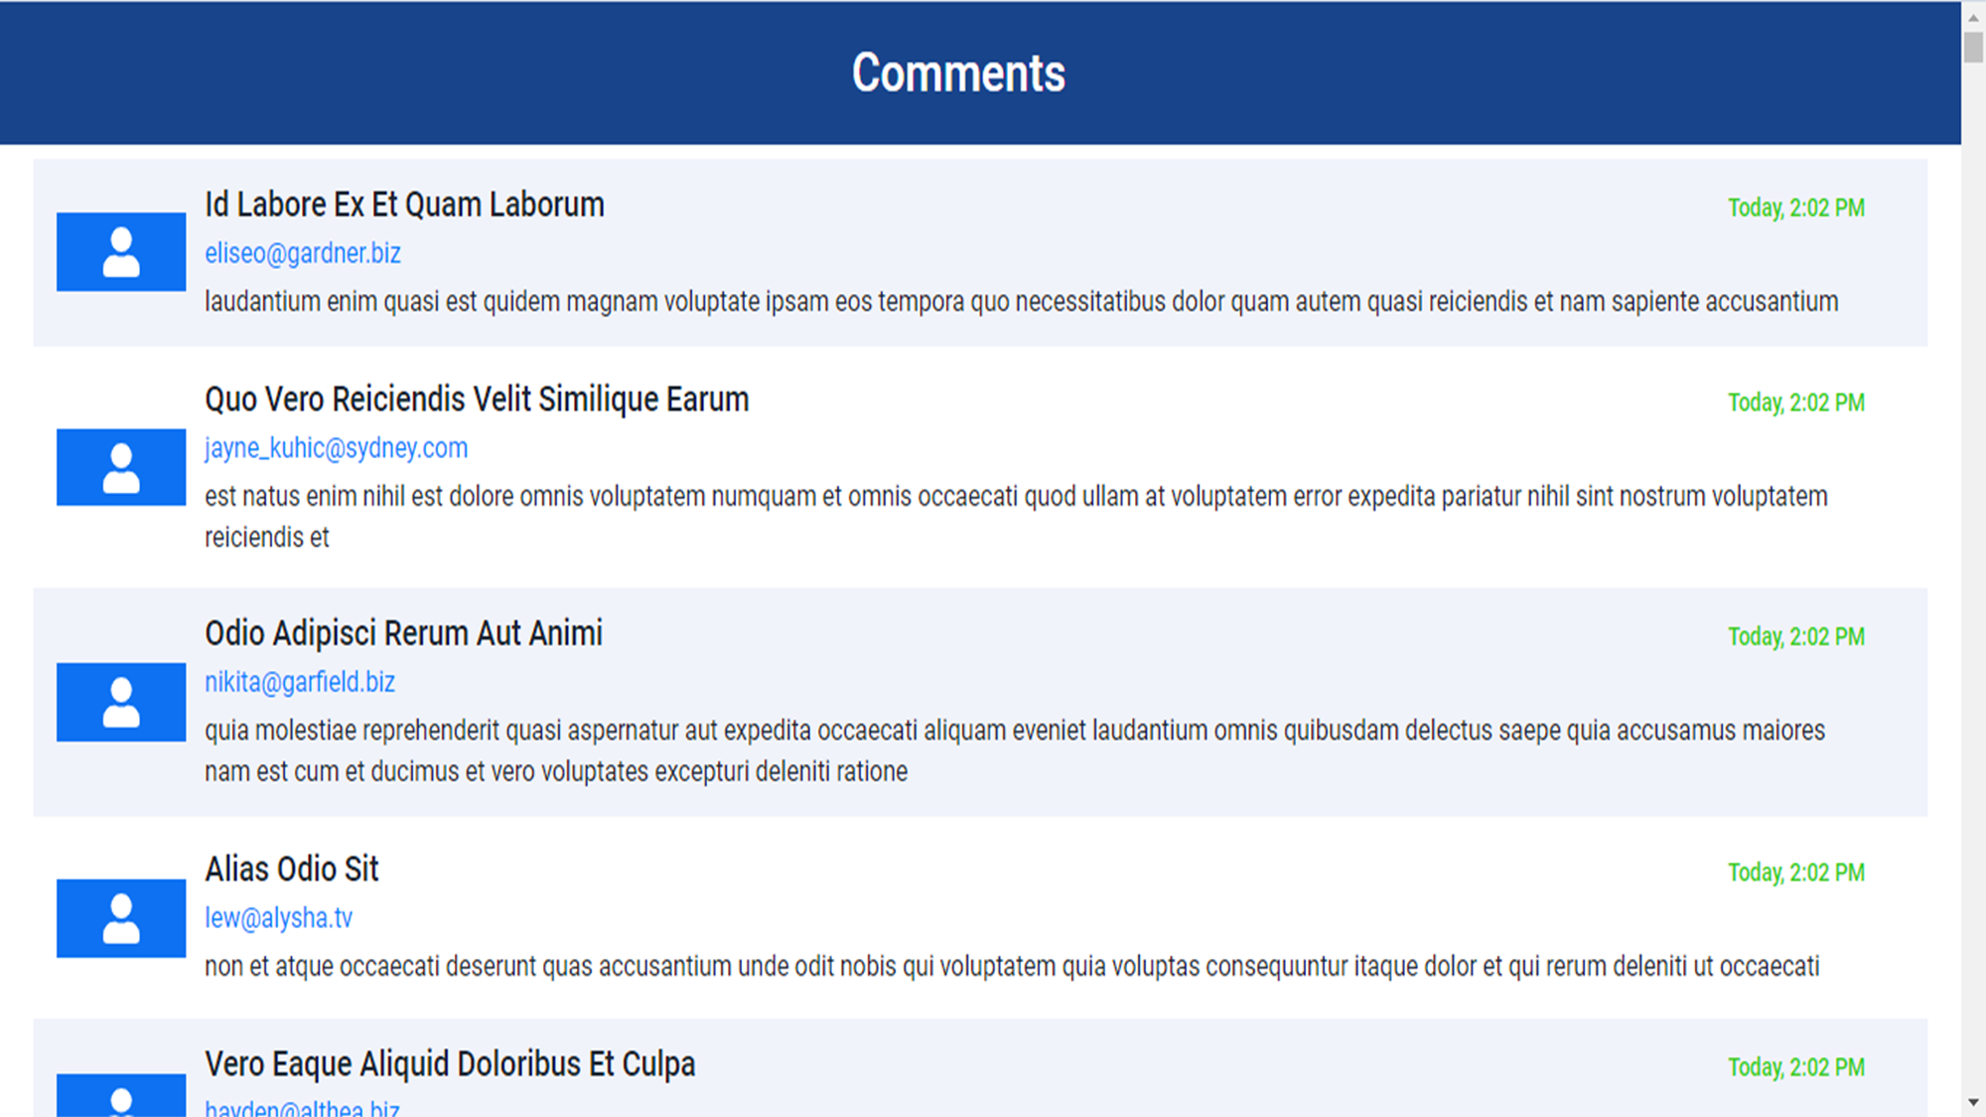 Comments
Id Labore Ex Et Quam Laborum
Today, 2:02 PM
eliseo@gardner.biz
laudantium enim quasi est quidem magnam voluptate ipsam eos tempora quo necessitatibus dolor quam autem quasi reiciendis et nam sapiente accusantium
Quo Vero Reiciendis Velit Similique Earum
Today, 2:02 PM
jayne_kuhic@sydney.com
est natus enim nihil est dolore omnis voluptatem numquam et omnis occaecati quod ullam at voluptatem error expedita pariatur nihil sint nostrum voluptatem
reiciendis et
Odio Adipisci Rerum Aut Animi
Today, 2:02 PM
nikita@garfield.biz
quia molestiae reprehenderit quasi aspernatur aut expedita occaecati aliquam eveniet laudantium omnis quibusdam delectus saepe quia accusamus maiores
nam est cum et ducimus et vero voluptates excepturi deleniti ratione
Alias Odio Sit
Today, 2:02 PM
lew@alysha.tv
non et atque occaecati deserunt quas accusantium unde odit nobis qui voluptatem quia voluptas consequuntur itaque dolor et qui rerum deleniti ut occaecati
Vero Eaque Aliquid Doloribus Et Culpa
Today, 2:02 PM
hayden@althea.biz